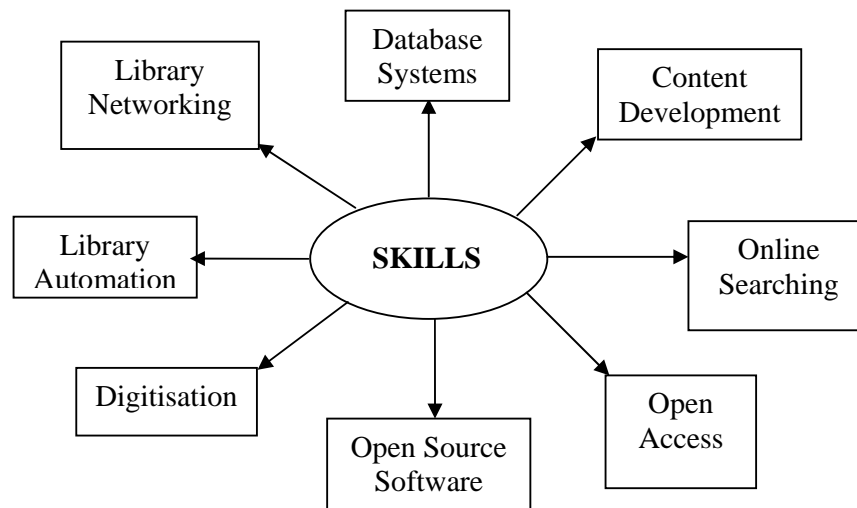 Database
Systems
Library
Networking
Content
Development
Library
Automation
SKILLS
Online
Searching
Digitisation
Open Source
Software
Open
Access